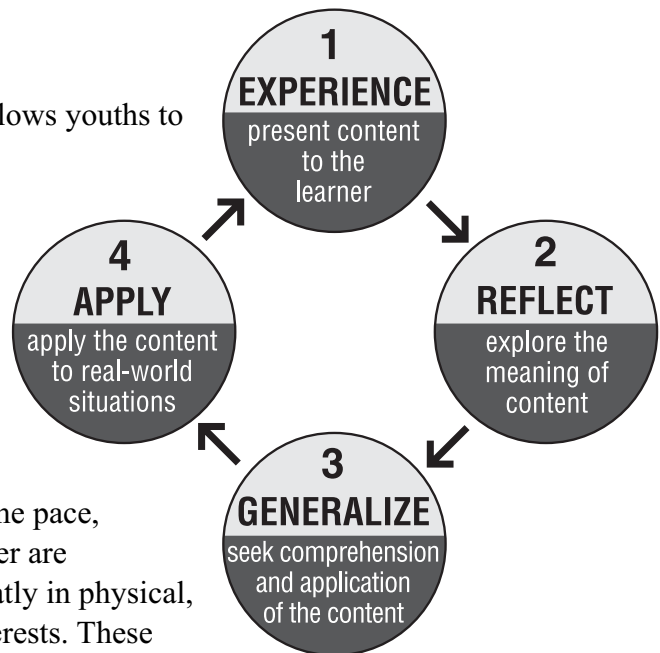 1
EXPERIENCE
present content
to the
learner
lows youths to
2
REFLECT
explore the
meaning of
content
4
APPLY
apply the content
to real-world
situations
3
GENERALIZE
seek comprehension
and application
of the content
pace,
er are
tly in physical,
erests. These